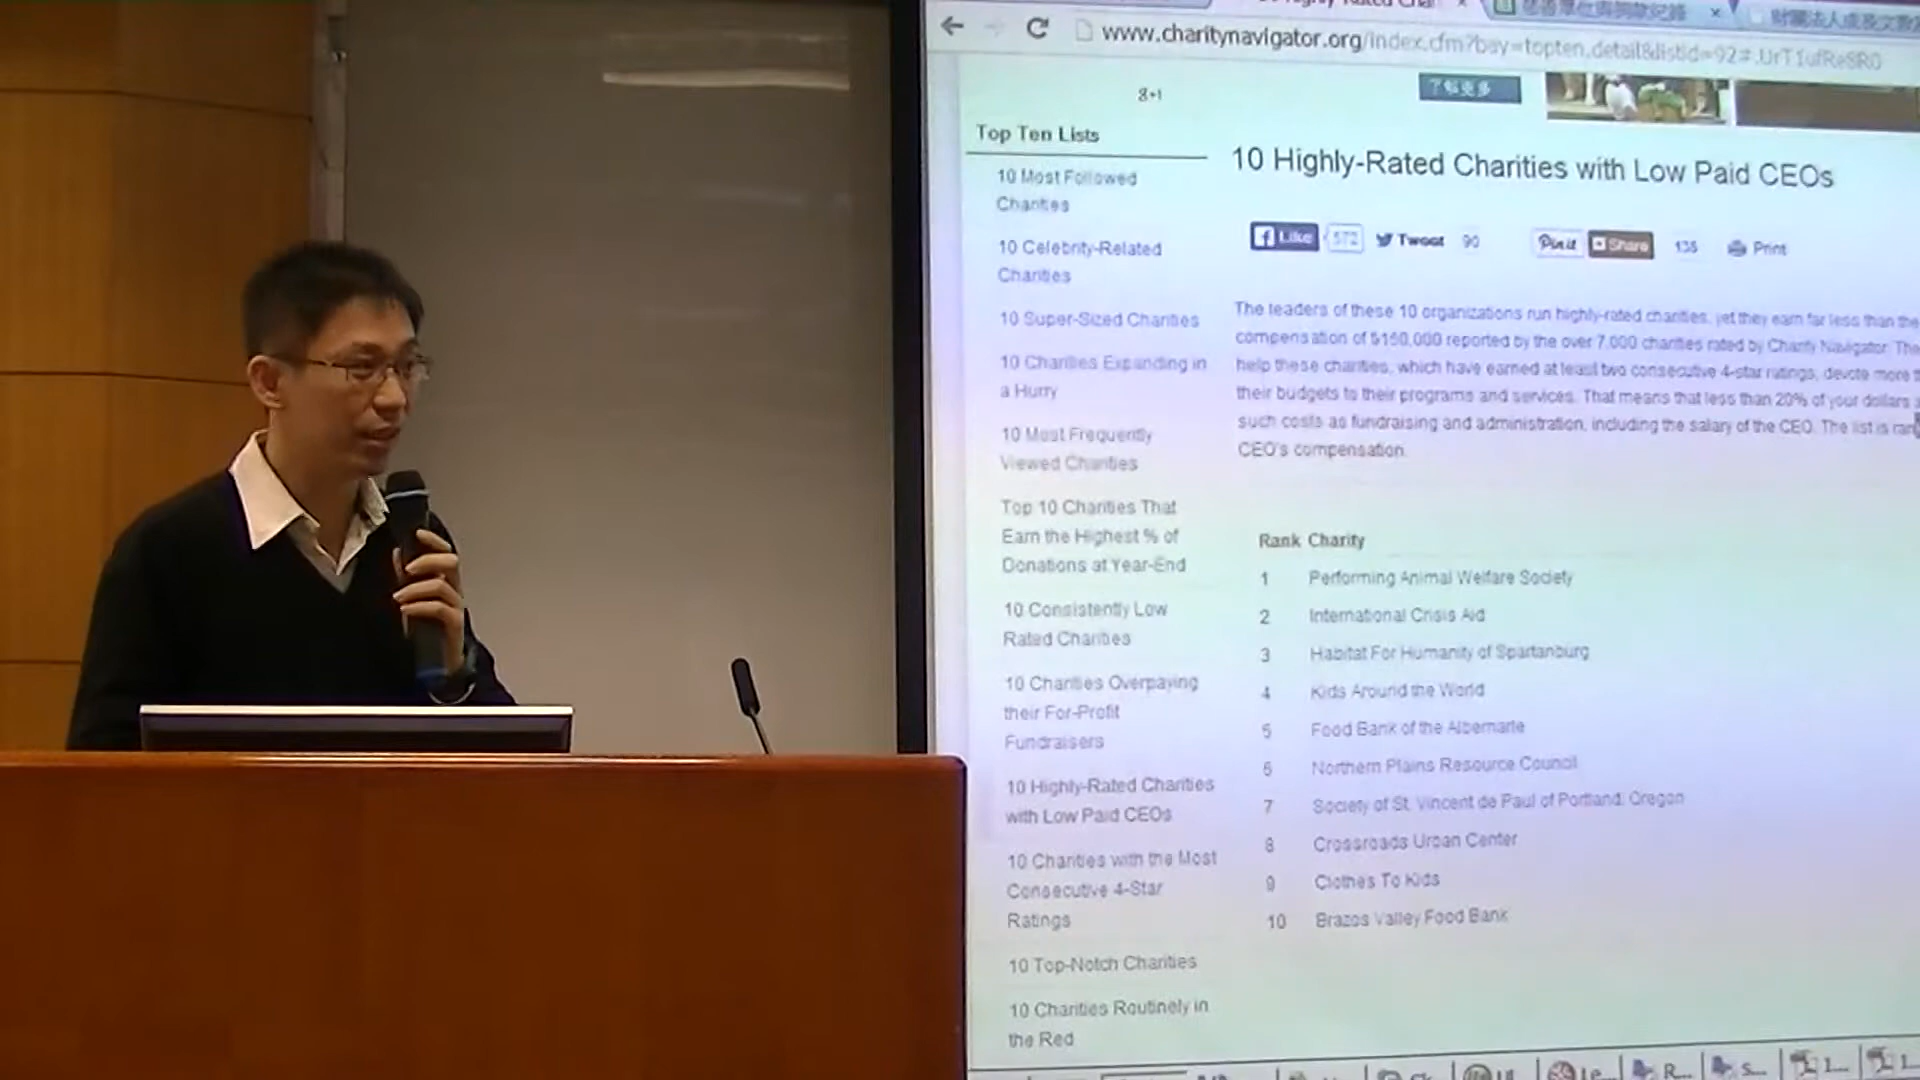 www.charitynavigator.org/index.cfm?bay=topten.detail&listid=92#.UrT1ufRe8R0
了解更多
g+1
Top Ten Lists
10 Most Followed
Charities
10 Celebrity-Related
Charities
10 Super-Sized Charities
10 Charities Expanding in
a Hurry
10 Most Frequently
Viewed Charities
Top 10 Charities That
Earn the Highest % of
Donations at Year-End
10 Consistently Low
Rated Charities
10 Charities Overpaying
their For-Profit
Fundraisers
10 Highly-Rated Charities
with Low Paid CEOs
10 Charities with the Most
Consecutive 4-Star
Ratings
10 Top-Notch Charities
10 Charities Routinely in
the Red
10 Highly-Rated Charities with Low Paid CEOs
Like 572 Tweet 90 Pin it Share 135 Print
The leaders of these 10 organizations run highly-rated charities, yet they earn far less than the
compensation of $150,000 reported by the over 7,000 charities rated by Charity Navigator.
help these charities, which have earned at least two consecutive 4-star ratings, devote more
their budgets to their programs and services. That means that less than 20% of your dollars
such costs as fundraising and administration, including the salary of the CEO. The list is
CEO's compensation.
Rank Charity
1 Performing Animal Welfare Society
2 International Crisis Aid
3 Habitat For Humanity of Spartanburg
4 Kids Around the World
5 Food Bank of the Albemarle
6 Northern Plains Resource Council
7 Society of St. Vincent de Paul of Portland, Oregon
8 Crossroads Urban Center
9 Clothes To Kids
10 Brazos Valley Food Bank